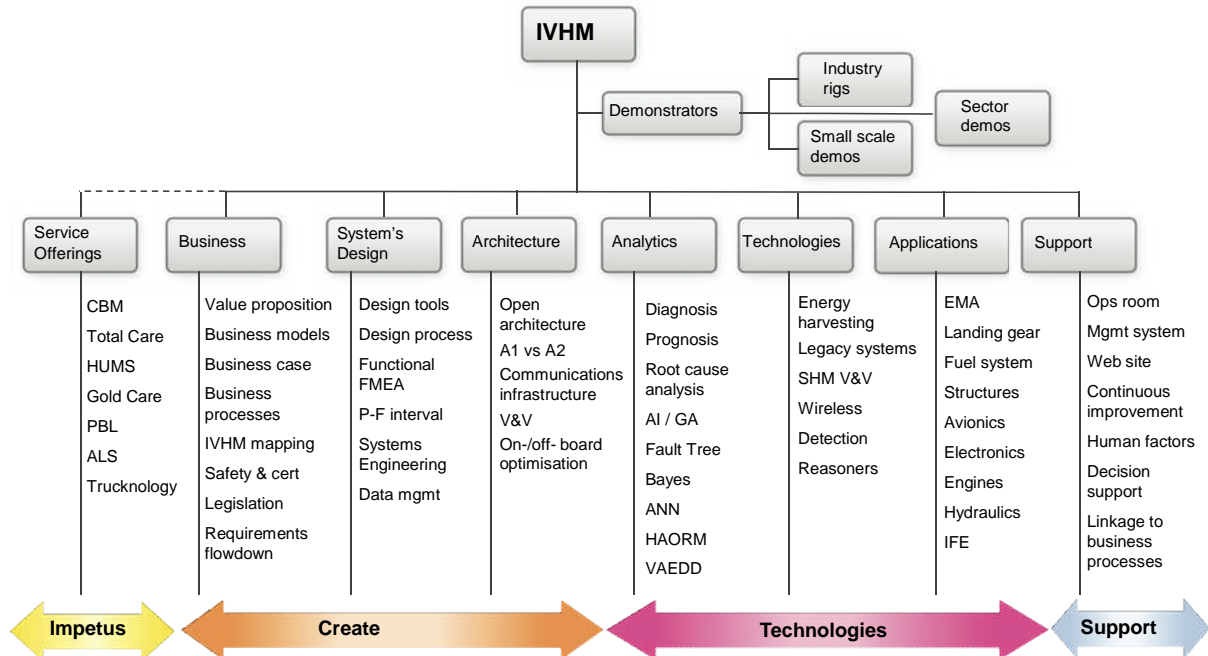 IVHM
Industry
rigs
Demonstrators
Sector
demos
Small scale
demos
Service
Offerings
Business
System's
Design
Architecture
Analytics
Technologies
Applications
Support
CBM
Total Care
HUMS
Gold Care
PBL
ALS
Trucknology
Value proposition
Business models
Business case
Business
processes
IVHM mapping
Safety & cert
Legislation
Requirements
flowdown
Design tools
Design process
Functional
FMEA
P-F interval
Systems
Engineering
Data mgmt
Open
architecture
A1 vs A2
Communications
infrastructure
V&V
On-/off- board
optimisation
Diagnosis
Prognosis
Root cause
analysis
AI / GA
Fault Tree
Bayes
ANN
HAORM
VAEDD
Energy
harvesting
Legacy systems
SHM V&V
Wireless
Detection
Reasoners
EMA
Landing gear
Fuel system
Structures
Avionics
Electronics
Engines
Hydraulics
IFE
Ops room
Mgmt system
Web site
Continuous
improvement
Human factors
Decision
support
Linkage to
business
processes
Impetus
Create
Technologies
Support